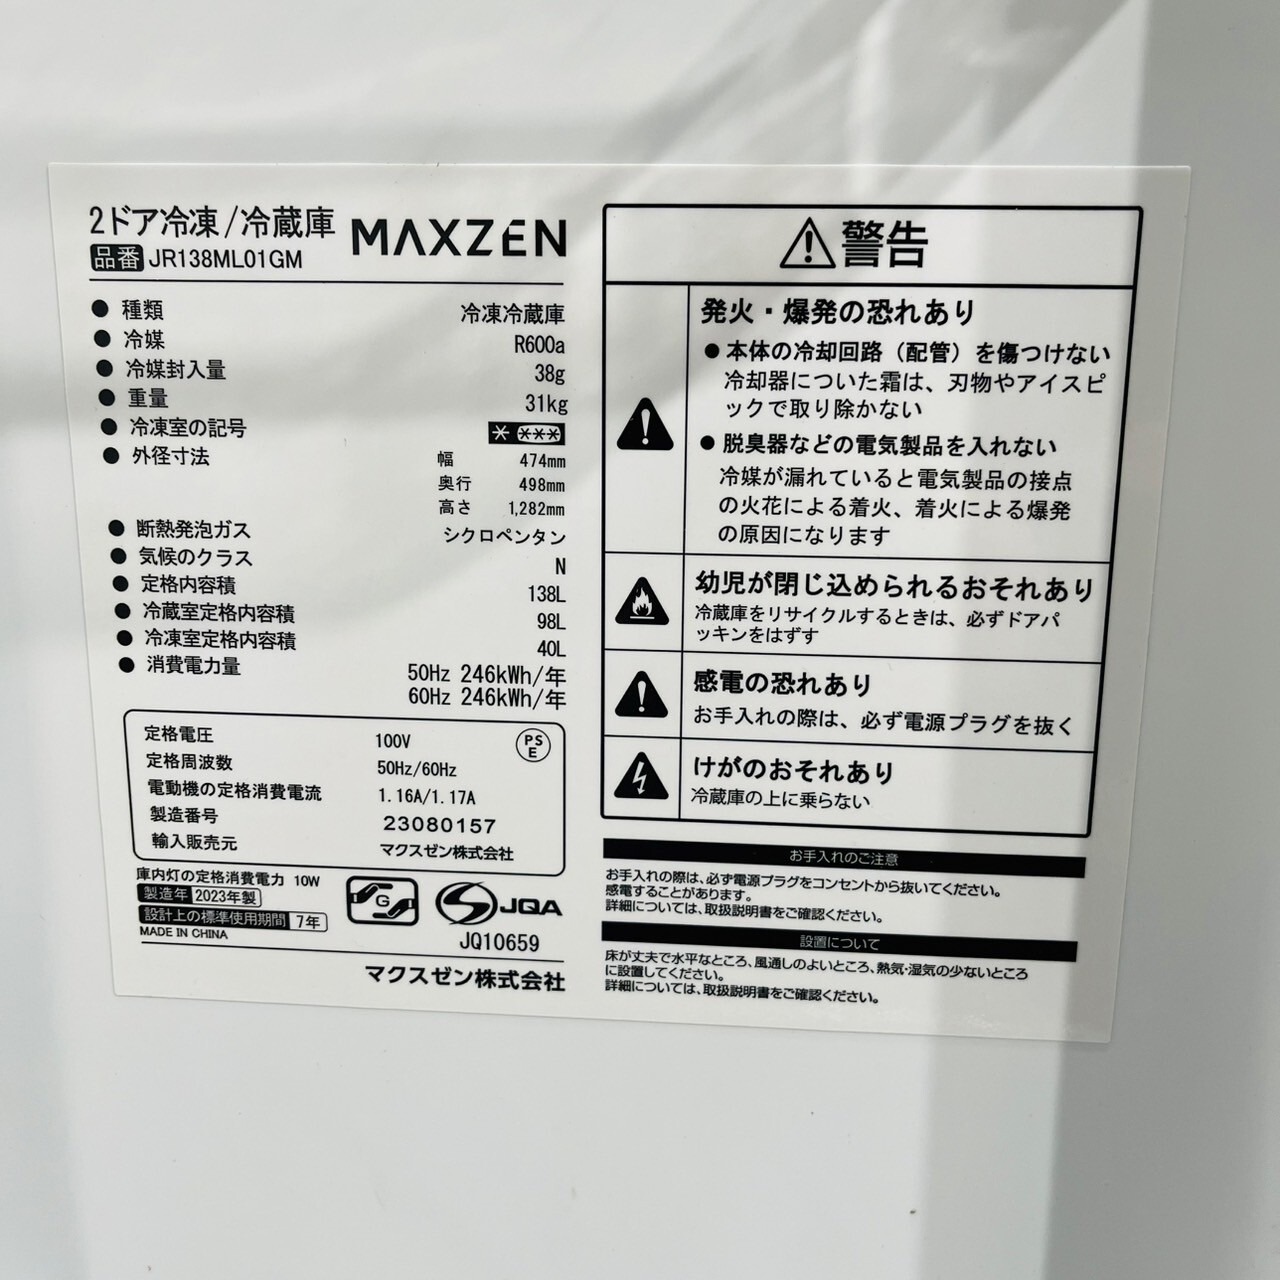 2ドア冷凍/冷蔵庫 MAXZEN
品番 JR138ML01GM
● 種類 冷凍冷蔵庫
● 冷媒 R600a
● 冷媒封入量 38g
● 重量 31kg
● 冷凍室の記号 * ***
● 外径寸法 幅 474mm
奥行 498mm
高さ 1,282mm
● 断熱発泡ガス シクロペンタン
● 気候のクラス N
● 定格内容積 138L
● 冷蔵室定格内容積 98L
● 冷凍室定格内容積 40L
● 消費電力量 50Hz 246kWh/年
60Hz 246kWh/年
定格電圧 100V
PS
E
定格周波数 50Hz/60Hz
電動機の定格消費電流 1.16A/1.17A
製造番号 23080157
輸入販売元 マクスゼン株式会社
庫内灯の定格消費電力 10W
製造年 2023年製
設計上の標準使用期間 7年
MADE IN CHINA
G
S JQA
JQ10659
マクスゼン株式会社
警告
発火・爆発の恐れあり
● 本体の冷却回路（配管）を傷つけない
冷却器についた霜は、刃物やアイスピ
ックで取り除かない
● 脱臭器などの電気製品を入れない
冷媒が漏れていると電気製品の接点
の火花による着火、着火による爆発
の原因になります
幼児が閉じ込められるおそれあり
冷蔵庫をリサイクルするときは、必ずドアパ
ッキンをはずす
感電の恐れあり
お手入れの際は、必ず電源プラグを抜く
けがのおそれあり
冷蔵庫の上に乗らない
お手入れのご注意
お手入れの際は、必ず電源プラグをコンセントから抜いてください。
感電することがあります。
詳細については、取扱説明書をご確認ください。
設置について
床が丈夫で水平なところ、風通しのよいところ、熱気・湿気の少ないところ
に設置してください。
詳細については、取扱説明書をご確認ください。